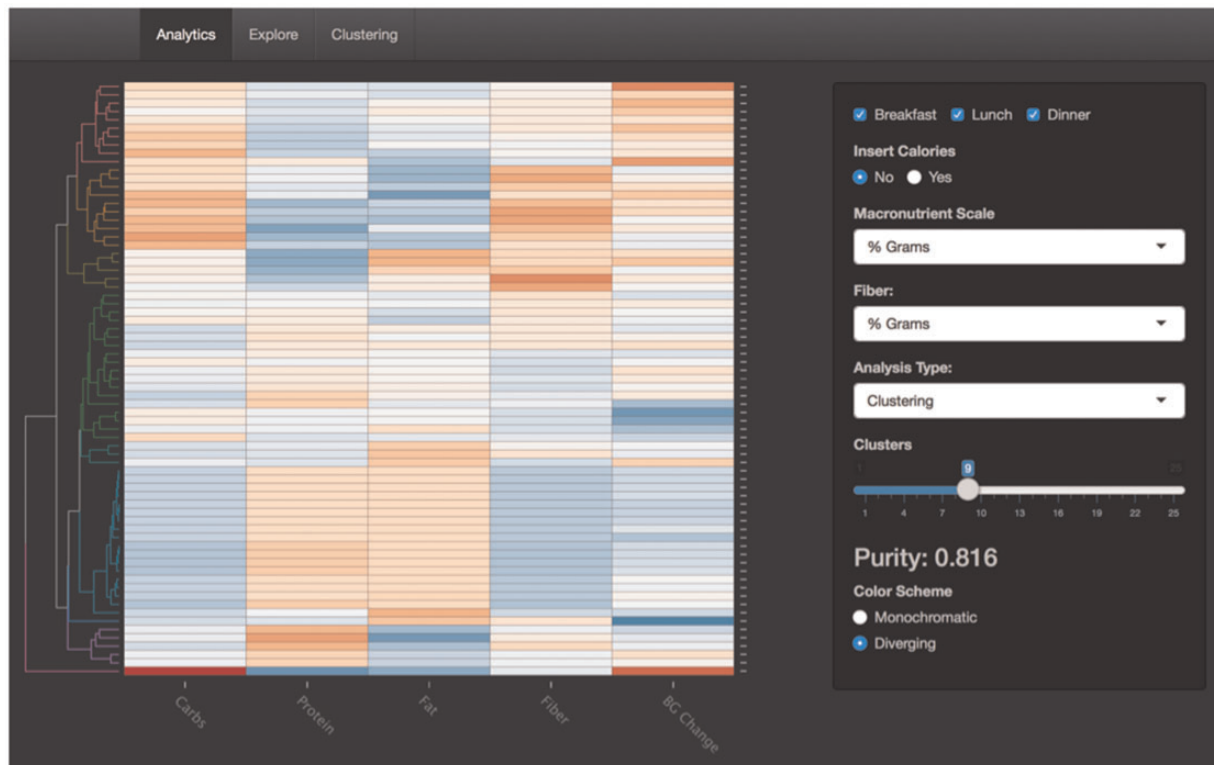 Analytics Explore Clustering
Breakfast Lunch Dinner
Insert Calories
No Yes
Macronutrient Scale
% Grams
Fiber:
% Grams
Analysis Type:
Clustering
Clusters
1 9 25
1 4 7 10 13 16 19 22 25
Purity: 0.816
Color Scheme
Monochromatic
Diverging
Carbs Protein Fat Fiber BG Change